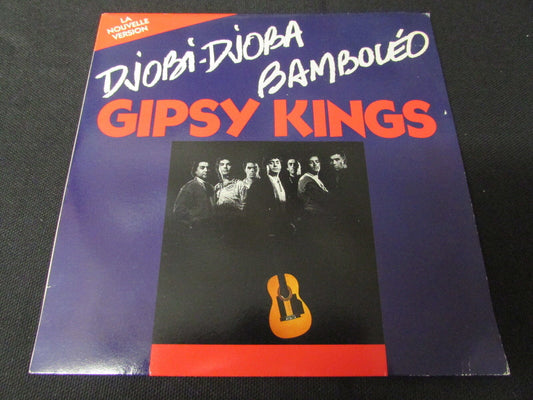 LA
NOUVELLE
VERSION
DJOBi-DJOBA
BAMBOLÉO
GIPSY KINGS